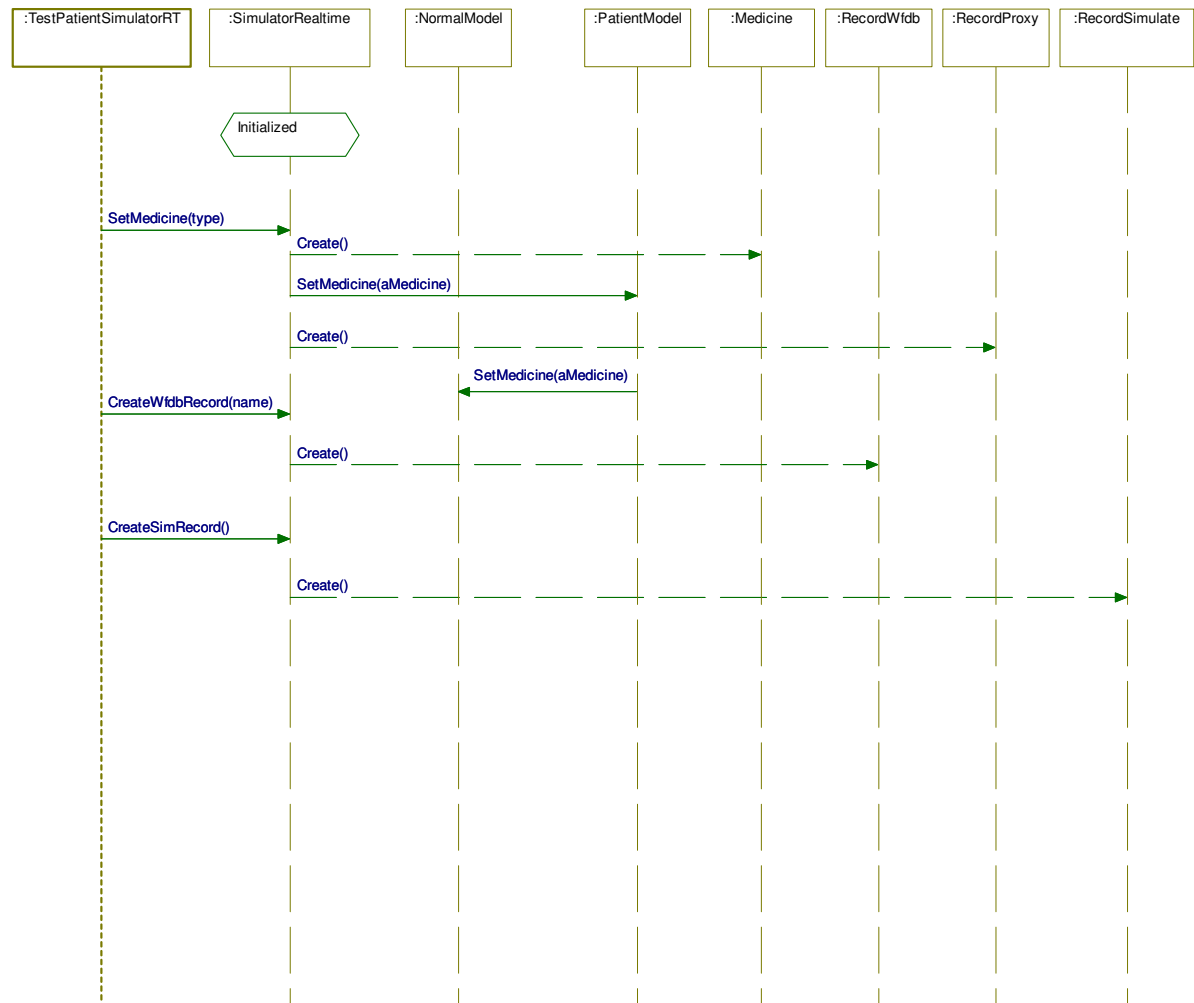 :TestPatientSimulatorRT
:SimulatorRealtime
:NormalModel
:PatientModel
:Medicine
:RecordWfdb
:RecordProxy
:RecordSimulate
Initialized
SetMedicine(type)
Create()
SetMedicine(aMedicine)
Create()
SetMedicine(aMedicine)
CreateWfdbRecord(name)
Create()
CreateSimRecord()
Create()